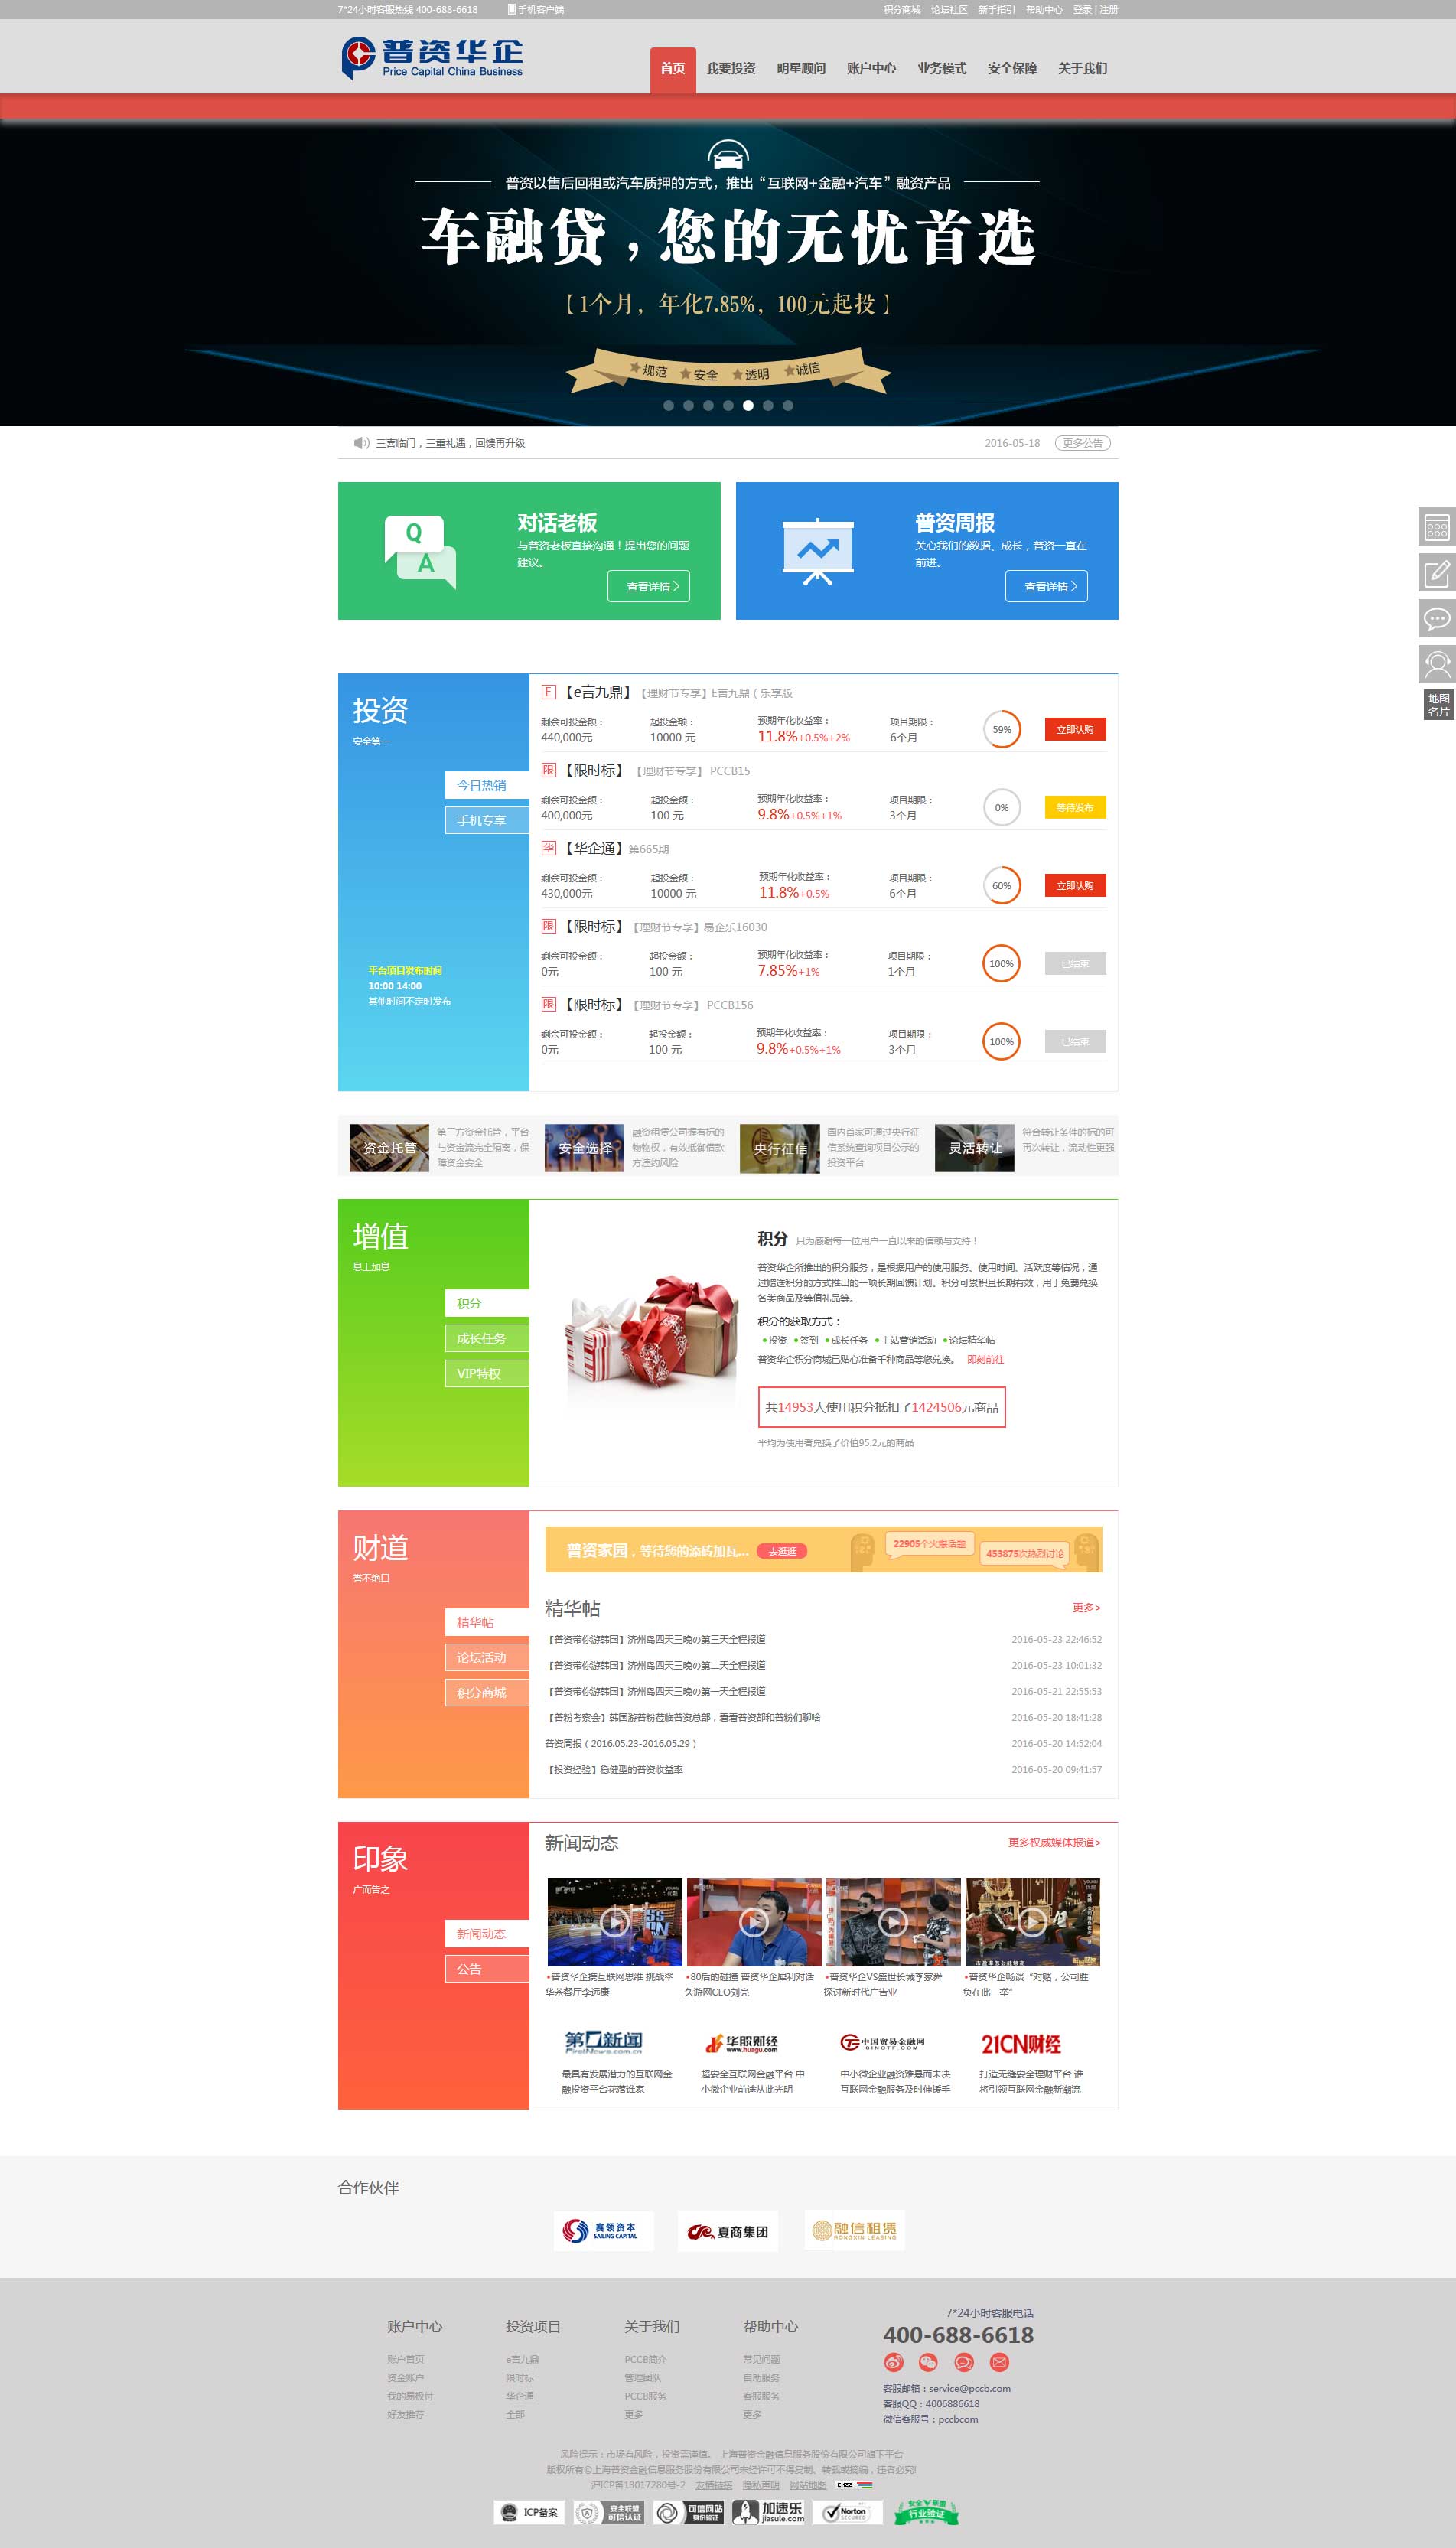 7*24小时客服热线 400-688-6618 手机客户端 积分商城 论坛社区 新手指引 帮助中心 登录 | 注册
普资华企
Price Capital China Business
首页 我要投资 明星顾问 账户中心 业务模式 安全保障 关于我们
普资以售后回租或汽车质押的方式，推出“互联网+金融+汽车”融资产品
车融贷，您的无忧首选
【1个月，年化7.85%，100元起投】
规范 安全 透明 诚信
三喜临门，三重礼遇，回馈再升级 2016-05-18 更多公告
对话老板
与普资老板直接沟通！提出您的问题
建议。
查看详情
Q
A
普资周报
关心我们的数据、成长，普资一直在
前进。
查看详情
地图
名片
投资
安全第一
今日热销
手机专享
平台项目发布时间
10:00 14:00
其他时间不定时发布
E 【e言九鼎】【理财节专享】E言九鼎（乐享版
剩余可投金额： 起投金额： 预期年化收益率： 项目期限：
440,000元 10000 元 11.8%+0.5%+2% 6个月 59% 立即认购
限 【限时标】【理财节专享】 PCCB15
剩余可投金额： 起投金额： 预期年化收益率： 项目期限：
400,000元 100 元 9.8%+0.5%+1% 3个月 0% 等待发布
华 【华企通】第665期
剩余可投金额： 起投金额： 预期年化收益率： 项目期限：
430,000元 10000 元 11.8%+0.5% 6个月 60% 立即认购
限 【限时标】【理财节专享】易企乐16030
剩余可投金额： 起投金额： 预期年化收益率： 项目期限：
0元 100 元 7.85%+1% 1个月 100% 已结束
限 【限时标】【理财节专享】 PCCB156
剩余可投金额： 起投金额： 预期年化收益率： 项目期限：
0元 100 元 9.8%+0.5%+1% 3个月 100% 已结束
资金托管
第三方资金托管，平台
与资金流完全隔离，保
障资金安全
安全选择
融资租赁公司握有标的
物物权，有效抵御借款
方违约风险
央行征信
国内首家可通过央行征
信系统查询项目公示的
投资平台
灵活转让
符合转让条件的标的可
再次转让，流动性更强
增值
息上加息
积分
成长任务
VIP特权
积分 只为感谢每一位用户一直以来的信赖与支持！
普资华企所推出的积分服务，是根据用户的使用服务、使用时间、活跃度等情况，通
过赠送积分的方式推出的一项长期回馈计划。积分可累积且长期有效，用于免费兑换
各类商品及等值礼品等。
积分的获取方式：
•投资 •签到 •成长任务 •主站营销活动 •论坛精华帖
普资华企积分商城已贴心准备千种商品等您兑换。 即刻前往
共14953人使用积分抵扣了1424506元商品
平均为使用者兑换了价值95.2元的商品
财道
誉不绝口
精华帖
论坛活动
积分商城
普资家园，等待您的添砖加瓦... 去逛逛 22905个火爆话题
453875次热烈讨论
精华帖 更多>
【普资带你游韩国】济州岛四天三晚の第三天全程报道 2016-05-23 22:46:52
【普资带你游韩国】济州岛四天三晚の第二天全程报道 2016-05-23 10:01:32
【普资带你游韩国】济州岛四天三晚の第一天全程报道 2016-05-21 22:55:53
【普粉考察会】韩国游普粉莅临普资总部，看看普资都和普粉们聊啥 2016-05-20 18:41:28
普资周报（2016.05.23-2016.05.29） 2016-05-20 14:52:04
【投资经验】稳健型的普资收益率 2016-05-20 09:41:57
印象
广而告之
新闻动态
公告
新闻动态 更多权威媒体报道>
•普资华企携互联网思维 挑战翠
华茶餐厅李远康
•80后的碰撞 普资华企犀利对话
久游网CEO刘亮
•普资华企VS盛世长城李家舜
探讨新时代广告业
•普资华企畅谈“对赌，公司胜
负在此一举”
第一新闻
FirstNews.com.cn
华股财经
www.huagu.com
中国贸易金融网
SINOTF.COM
21CN财经
最具有发展潜力的互联网金
融投资平台花落谁家
超安全互联网金融平台 中
小微企业前途从此光明
中小微企业融资难悬而未决
互联网金融服务及时伸援手
打造无缝安全理财平台 谁
将引领互联网金融新潮流
合作伙伴
赛领资本
SAILING CAPITAL
夏商集团
融信租赁
RONGXIN LEASING
账户中心 投资项目 关于我们 帮助中心
账户首页 e言九鼎 PCCB简介 常见问题
资金账户 限时标 管理团队 自助服务
我的易极付 华企通 PCCB服务 客服服务
好友推荐 全部 更多 更多
7*24小时客服电话
400-688-6618
客服邮箱：service@pccb.com
客服QQ：4006886618
微信客服号：pccbcom
风险提示：市场有风险，投资需谨慎。 上海普资金融信息服务股份有限公司旗下平台
版权所有©上海普资金融信息服务股份有限公司未经许可不得复制、转载或摘编，违者必究!
沪ICP备13017280号-2 友情链接 隐私声明 网站地图 CNZZ
ICP备案
安全联盟
可信认证
可信网站
身份验证
加速乐
jiasule.com
Norton
SECURED
安全联盟
行业验证